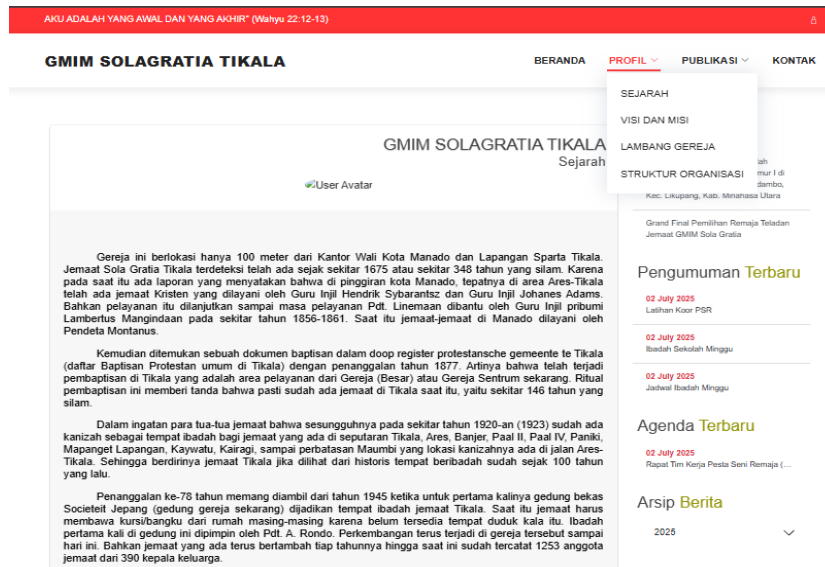 AKU ADALAH YANG AWAL DAN YANG AKHIR" (Wahyu 22:12-13)
GMIM SOLAGRATIA TIKALA
BERANDA PROFIL PUBLIKASI KONTAK
SEJARAH
VISI DAN MISI
LAMBANG GEREJA
STRUKTUR ORGANISASI
GMIM SOLAGRATIA TIKALA
Sejarah
User Avatar
Gereja ini berlokasi hanya 100 meter dari Kantor Wali Kota Manado dan Lapangan Sparta Tikala.
Jemaat Sola Gratia Tikala terdeteksi telah ada sejak sekitar 1675 atau sekitar 348 tahun yang silam. Karena
pada saat itu ada laporan yang menyatakan bahwa di pinggiran kota Manado, tepatnya di area Ares-Tikala
telah ada jemaat Kristen yang dilayani oleh Guru Injil Hendrik Sybarantsz dan Guru Injil Johanes Adams.
Bahkan pelayanan itu dilanjutkan sampai masa pelayanan Pdt. Linemaan dibantu oleh Guru Injil pribumi
Lambertus Mangindaan pada sekitar tahun 1856-1861. Saat itu jemaat-jemaat di Manado dilayani oleh
Pendeta Montanus.
Kemudian ditemukan sebuah dokumen baptisan dalam doop register protestansche gemeente te Tikala
(daftar Baptisan Protestan umum di Tikala) dengan penanggalan tahun 1877. Artinya bahwa telah terjadi
pembaptisan di Tikala yang adalah area pelayanan dari Gereja (Besar) atau Gereja Sentrum sekarang. Ritual
pembaptisan ini memberi tanda bahwa pasti sudah ada jemaat di Tikala saat itu, yaitu sekitar 146 tahun yang
silam.
Dalam ingatan para tua-tua jemaat bahwa sesungguhnya pada sekitar tahun 1920-an (1923) sudah ada
kanizah sebagai tempat ibadah bagi jemaat yang ada di seputaran Tikala, Ares, Banjer, Paal II, Paal IV, Paniki,
Mapanget Lapangan, Kaywatu, Kairagi, sampai perbatasan Maumbi yang lokasi kanizahnya ada di jalan Ares-
Tikala. Sehingga berdirinya jemaat Tikala jika dilihat dari historis tempat beribadah sudah sejak 100 tahun
yang lalu.
Penanggalan ke-78 tahun memang diambil dari tahun 1945 ketika untuk pertama kalinya gedung bekas
Societeit Jepang (gedung gereja sekarang) dijadikan tempat ibadah jemaat Tikala. Saat itu jemaat harus
membawa kursi/bangku dari rumah masing-masing karena belum tersedia tempat duduk kala itu. Ibadah
pertama kali di gedung ini dipimpin oleh Pdt. A. Rondo. Perkembangan terus terjadi di gereja tersebut sampai
hari ini. Bahkan jemaat yang ada terus bertambah tiap tahunnya hingga saat ini sudah tercatat 1253 anggota
jemaat dari 390 kepala keluarga.
Kec. Likupang, Kab. Minahasa Utara
Grand Final Pemilihan Remaja Teladan
Jemaat GMIM Sola Gratia
Pengumuman Terbaru
02 July 2025
Latihan Koor PSR
02 July 2025
Ibadah Sekolah Minggu
02 July 2025
Jadwal Ibadah Minggu
Agenda Terbaru
02 July 2025
Rapat Tim Kerja Pesta Seni Remaja (...
Arsip Berita
2025